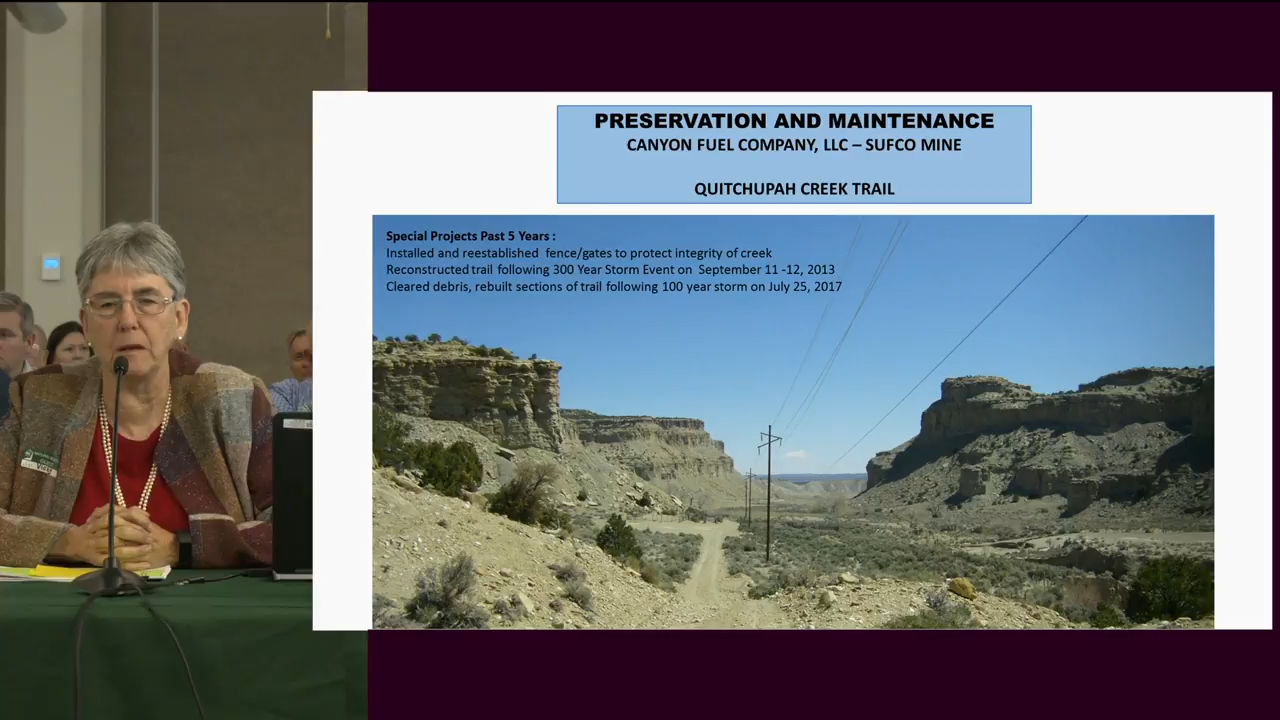 PRESERVATION AND MAINTENANCE
CANYON FUEL COMPANY, LLC – SUFCO MINE
QUITCHUPAH CREEK TRAIL
Special Projects Past 5 Years :
Installed and reestablished fence/gates to protect integrity of creek
Reconstructed trail following 300 Year Storm Event on September 11 -12, 2013
Cleared debris, rebuilt sections of trail following 100 year storm on July 25, 2017